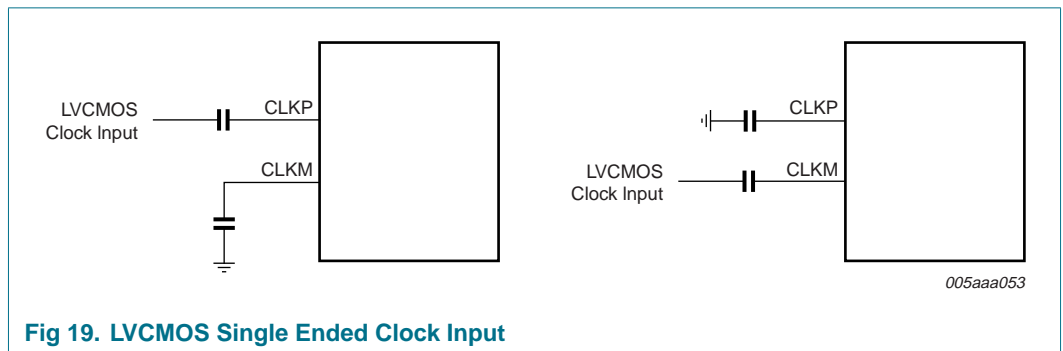 LVCMOS
Clock Input
CLKP
CLKM
LVCMOS
Clock Input
CLKP
CLKM
005aaa053
Fig 19. LVCMOS Single Ended Clock Input